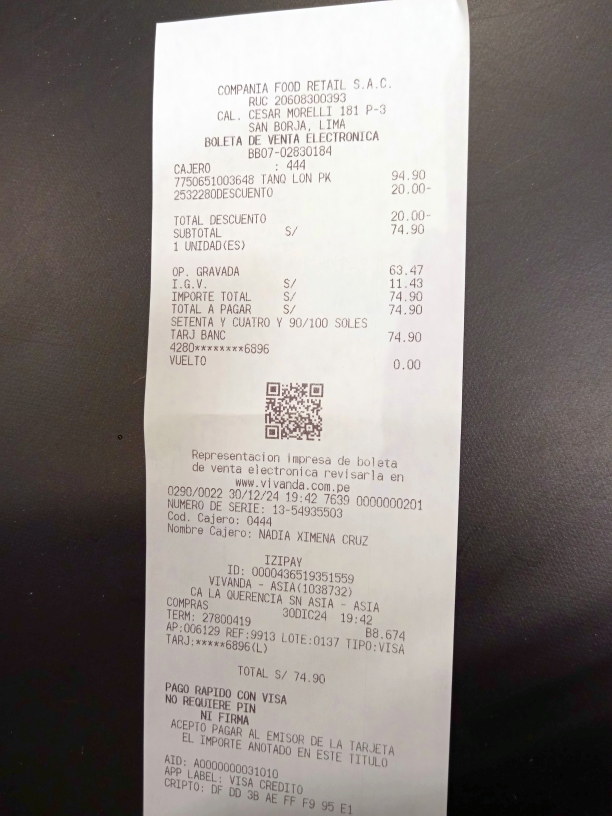 COMPANIA FOOD RETAIL S.A.C.
RUC 20608300393
CAL. CESAR MORELLI 181 P-3
SAN BORJA, LIMA
BOLETA DE VENTA ELECTRONICA
BB07-02830184
CAJERO : 444
7750651003648 TANQ LON PK 94.90
2532280DESCUENTO 20.00-
TOTAL DESCUENTO 20.00-
SUBTOTAL S/ 74.90
1 UNIDAD(ES)
OP. GRAVADA 63.47
I.G.V. S/ 11.43
IMPORTE TOTAL S/ 74.90
TOTAL A PAGAR S/ 74.90
SETENTA Y CUATRO Y 90/100 SOLES
TARJ BANC 74.90
4280********6896
VUELTO 0.00
Representacion impresa de boleta
de venta electronica revisarla en
www.vivanda.com.pe
0290/0022 30/12/24 19:42 7639 0000000201
NUMERO DE SERIE: 13-54935503
Cod. Cajero: 0444
Nombre Cajero: NADIA XIMENA CRUZ
IZIPAY
ID: 0000436519351559
VIVANDA - ASIA(1038732)
CA LA QUERENCIA SN ASIA - ASIA
COMPRAS 30DIC24 19:42
TERM: 27800419 B8.674
AP:006129 REF:9913 LOTE:0137 TIPO:VISA
TARJ:*****6896(L)
TOTAL S/ 74.90
PAGO RAPIDO CON VISA
NO REQUIERE PIN
NI FIRMA
ACEPTO PAGAR AL EMISOR DE LA TARJETA
EL IMPORTE ANOTADO EN ESTE TITULO
AID: A0000000031010
APP LABEL: VISA CREDITO
CRIPTO: DF DD 3B AE FF F9 95 E1